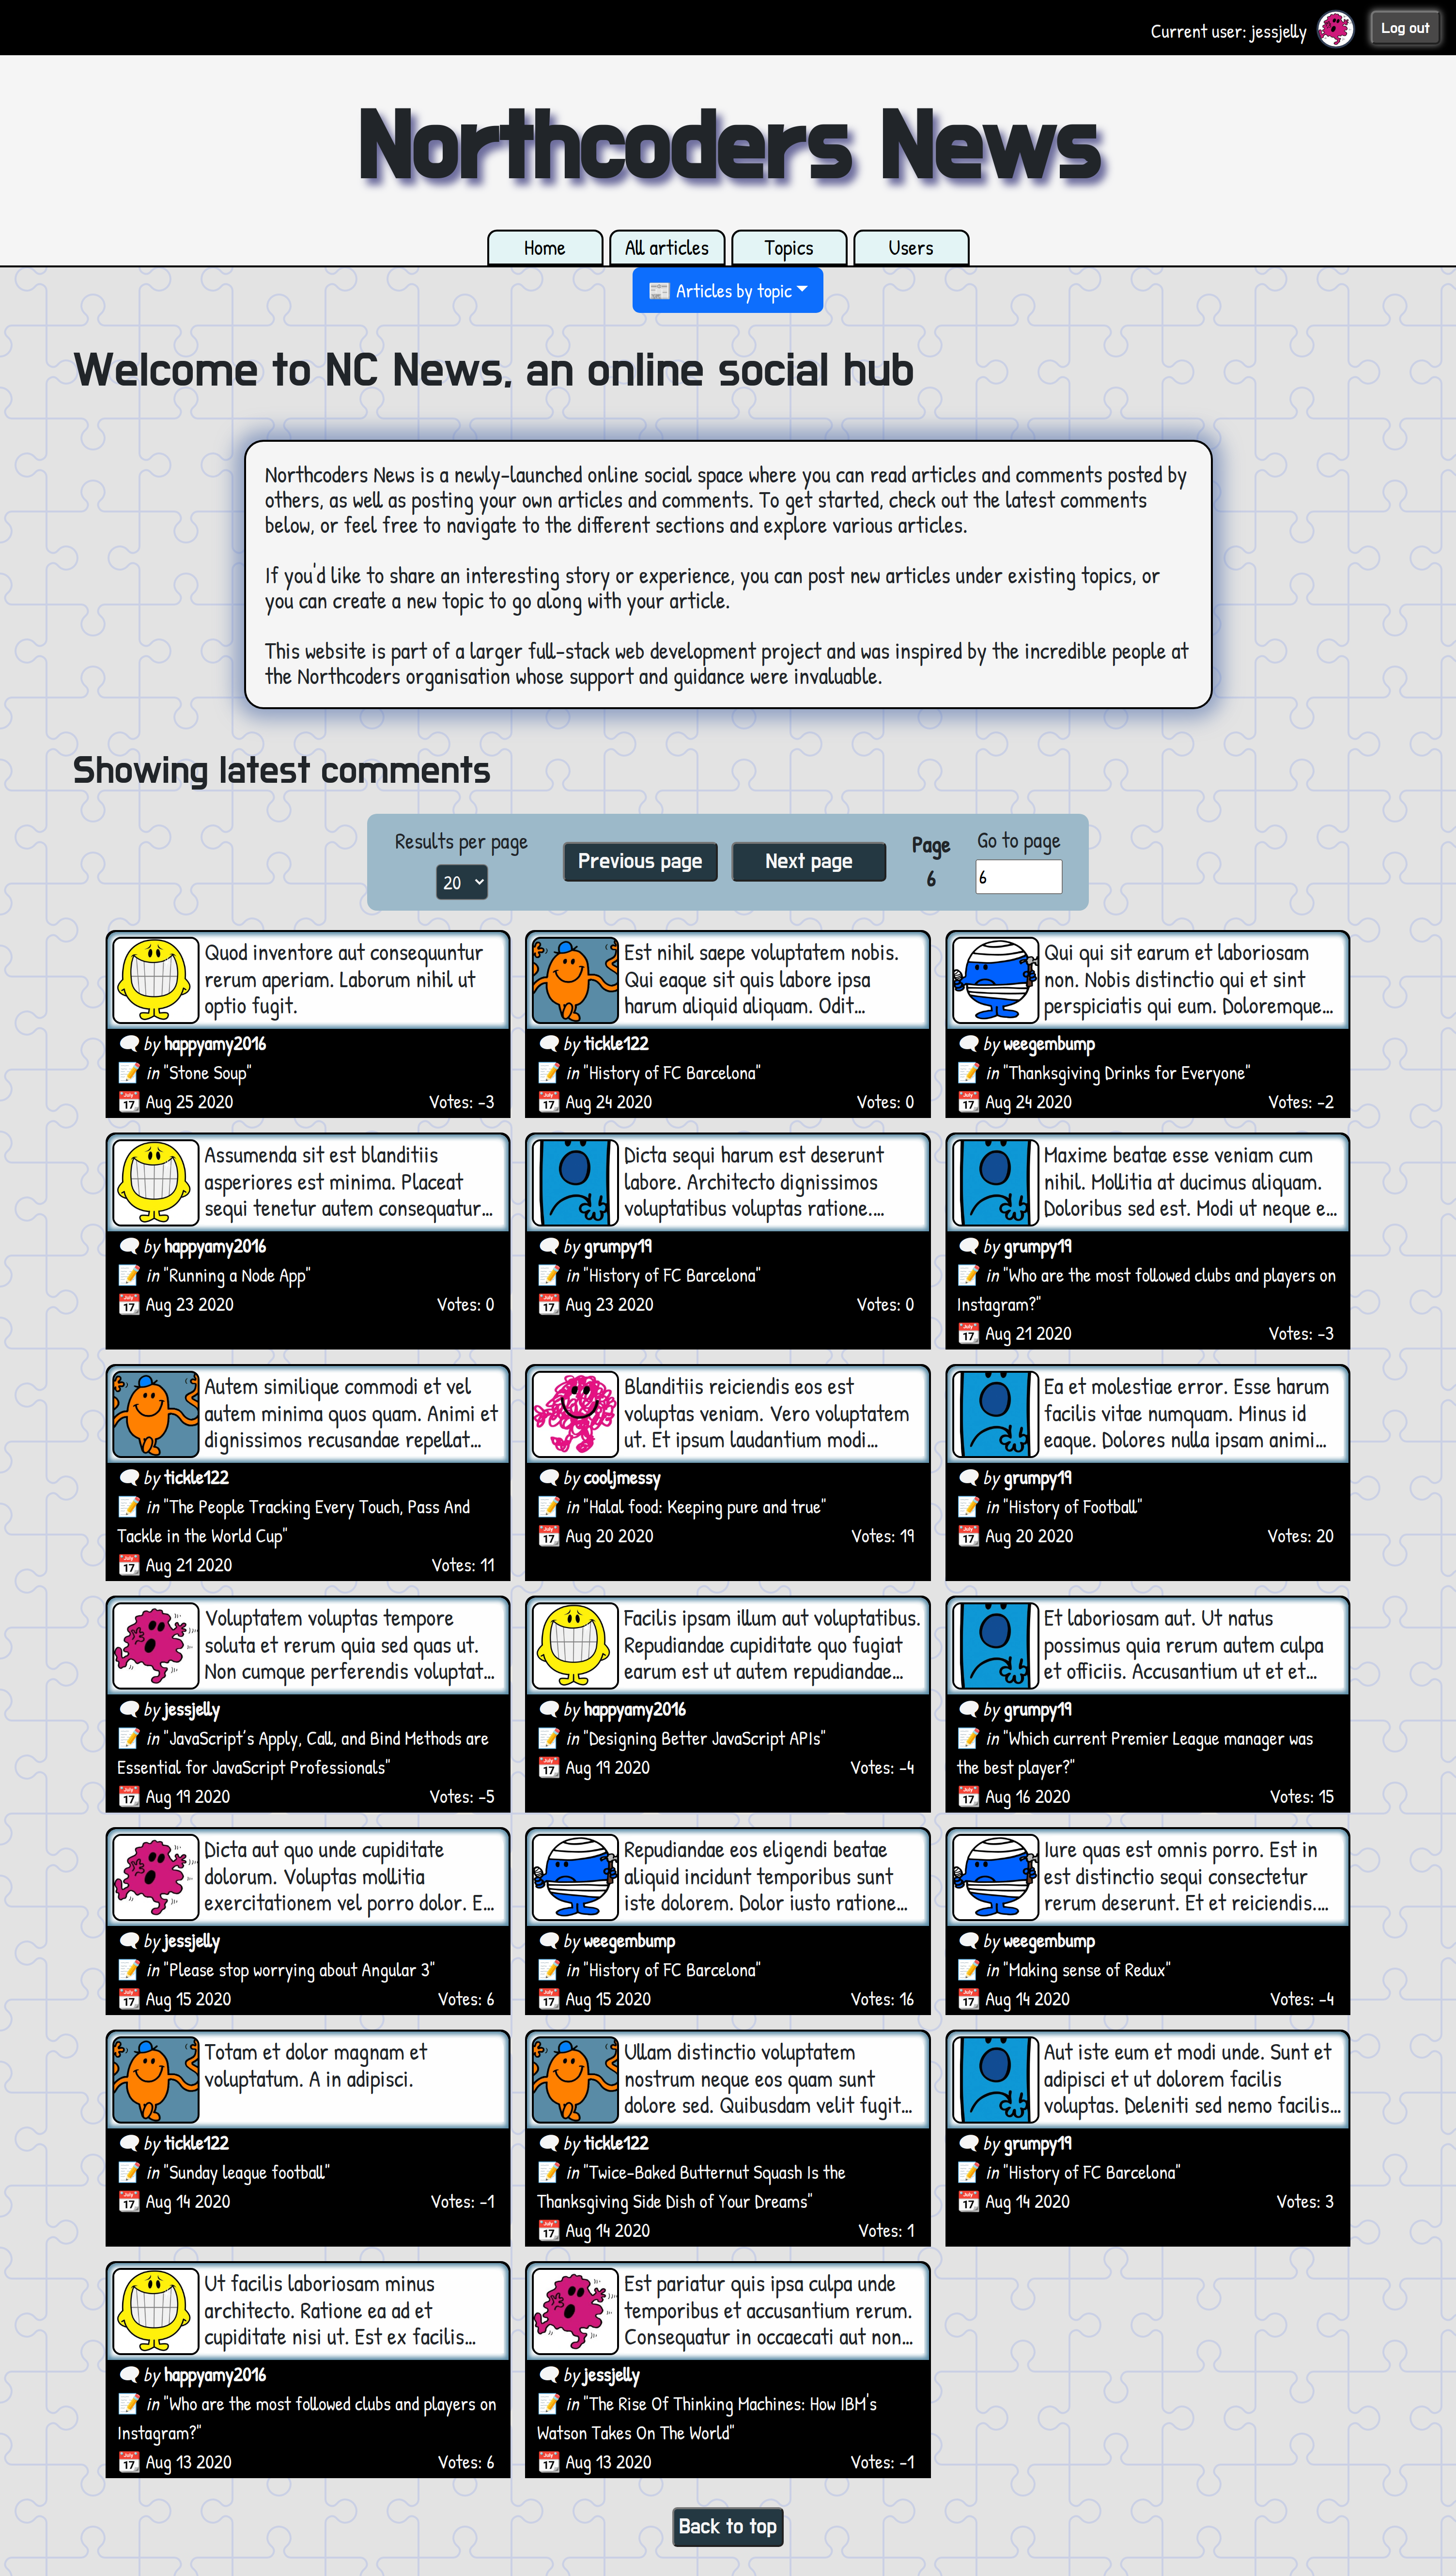 Current user: jessjelly
Log out
Northcoders News
Home
All articles
Topics
Users
📰 Articles by topic
Welcome to NC News, an online social hub
Northcoders News is a newly-launched online social space where you can read articles and comments posted by
others, as well as posting your own articles and comments. To get started, check out the latest comments
below, or feel free to navigate to the different sections and explore various articles.
If you'd like to share an interesting story or experience, you can post new articles under existing topics, or
you can create a new topic to go along with your article.
This website is part of a larger full-stack web development project and was inspired by the incredible people at
the Northcoders organisation whose support and guidance were invaluable.
Showing latest comments
Results per page
20
Previous page
Next page
Page
6
Go to page
6
Quod inventore aut consequuntur
rerum aperiam. Laborum nihil ut
optio fugit.
🗨 by happyamy2016
📝 in "Stone Soup"
📅 Aug 25 2020 Votes: -3
Est nihil saepe voluptatem nobis.
Qui eaque sit quis labore ipsa
harum aliquid aliquam. Odit...
🗨 by tickle122
📝 in "History of FC Barcelona"
📅 Aug 24 2020 Votes: 0
Qui qui sit earum et laboriosam
non. Nobis distinctio qui et sint
perspiciatis qui eum. Doloremque...
🗨 by weegembump
📝 in "Thanksgiving Drinks for Everyone"
📅 Aug 24 2020 Votes: -2
Assumenda sit est blanditiis
asperiores est minima. Placeat
sequi tenetur autem consequatur...
🗨 by happyamy2016
📝 in "Running a Node App"
📅 Aug 23 2020 Votes: 0
Dicta sequi harum est deserunt
labore. Architecto dignissimos
voluptatibus voluptas ratione....
🗨 by grumpy19
📝 in "History of FC Barcelona"
📅 Aug 23 2020 Votes: 0
Maxime beatae esse veniam cum
nihil. Mollitia at ducimus aliquam.
Doloribus sed est. Modi ut neque e...
🗨 by grumpy19
📝 in "Who are the most followed clubs and players on
Instagram?"
📅 Aug 21 2020 Votes: -3
Autem similique commodi et vel
autem minima quos quam. Animi et
dignissimos recusandae repellat...
🗨 by tickle122
📝 in "The People Tracking Every Touch, Pass And
Tackle in the World Cup"
📅 Aug 21 2020 Votes: 11
Blanditiis reiciendis eos est
voluptas veniam. Vero voluptatem
ut. Et ipsum laudantium modi...
🗨 by cooljmessy
📝 in "Halal food: Keeping pure and true"
📅 Aug 20 2020 Votes: 19
Ea et molestiae error. Esse harum
facilis vitae numquam. Minus id
eaque. Dolores nulla ipsam animi...
🗨 by grumpy19
📝 in "History of Football"
📅 Aug 20 2020 Votes: 20
Voluptatem voluptas tempore
soluta et rerum quia sed quas ut.
Non cumque perferendis voluptat...
🗨 by jessjelly
📝 in "JavaScript's Apply, Call, and Bind Methods are
Essential for JavaScript Professionals"
📅 Aug 19 2020 Votes: -5
Facilis ipsam illum aut voluptatibus.
Repudiandae cupiditate quo fugiat
earum est ut autem repudiandae...
🗨 by happyamy2016
📝 in "Designing Better JavaScript APIs"
📅 Aug 19 2020 Votes: -4
Et laboriosam aut. Ut natus
possimus quia rerum autem culpa
et officiis. Accusantium ut et et...
🗨 by grumpy19
📝 in "Which current Premier League manager was
the best player?"
📅 Aug 16 2020 Votes: 15
Dicta aut quo unde cupiditate
dolorum. Voluptas mollitia
exercitationem vel porro dolor. E...
🗨 by jessjelly
📝 in "Please stop worrying about Angular 3"
📅 Aug 15 2020 Votes: 6
Repudiandae eos eligendi beatae
aliquid incidunt temporibus sunt
iste dolorem. Dolor iusto ratione...
🗨 by weegembump
📝 in "History of FC Barcelona"
📅 Aug 15 2020 Votes: 16
Iure quas est omnis porro. Est in
est distinctio sequi consectetur
rerum deserunt. Et et reiciendis....
🗨 by weegembump
📝 in "Making sense of Redux"
📅 Aug 14 2020 Votes: -4
Totam et dolor magnam et
voluptatum. A in adipisci.
🗨 by tickle122
📝 in "Sunday league football"
📅 Aug 14 2020 Votes: -1
Ullam distinctio voluptatem
nostrum neque eos quam sunt
dolore sed. Quibusdam velit fugit...
🗨 by tickle122
📝 in "Twice-Baked Butternut Squash Is the
Thanksgiving Side Dish of Your Dreams"
📅 Aug 14 2020 Votes: 1
Aut iste eum et modi unde. Sunt et
adipisci et ut dolorem facilis
voluptas. Deleniti sed nemo facilis...
🗨 by grumpy19
📝 in "History of FC Barcelona"
📅 Aug 14 2020 Votes: 3
Ut facilis laboriosam minus
architecto. Ratione ea ad et
cupiditate nisi ut. Est ex facilis...
🗨 by happyamy2016
📝 in "Who are the most followed clubs and players on
Instagram?"
📅 Aug 13 2020 Votes: 6
Est pariatur quis ipsa culpa unde
temporibus et accusantium rerum.
Consequatur in occaecati aut non...
🗨 by jessjelly
📝 in "The Rise Of Thinking Machines: How IBM's
Watson Takes On The World"
📅 Aug 13 2020 Votes: -1
Back to top